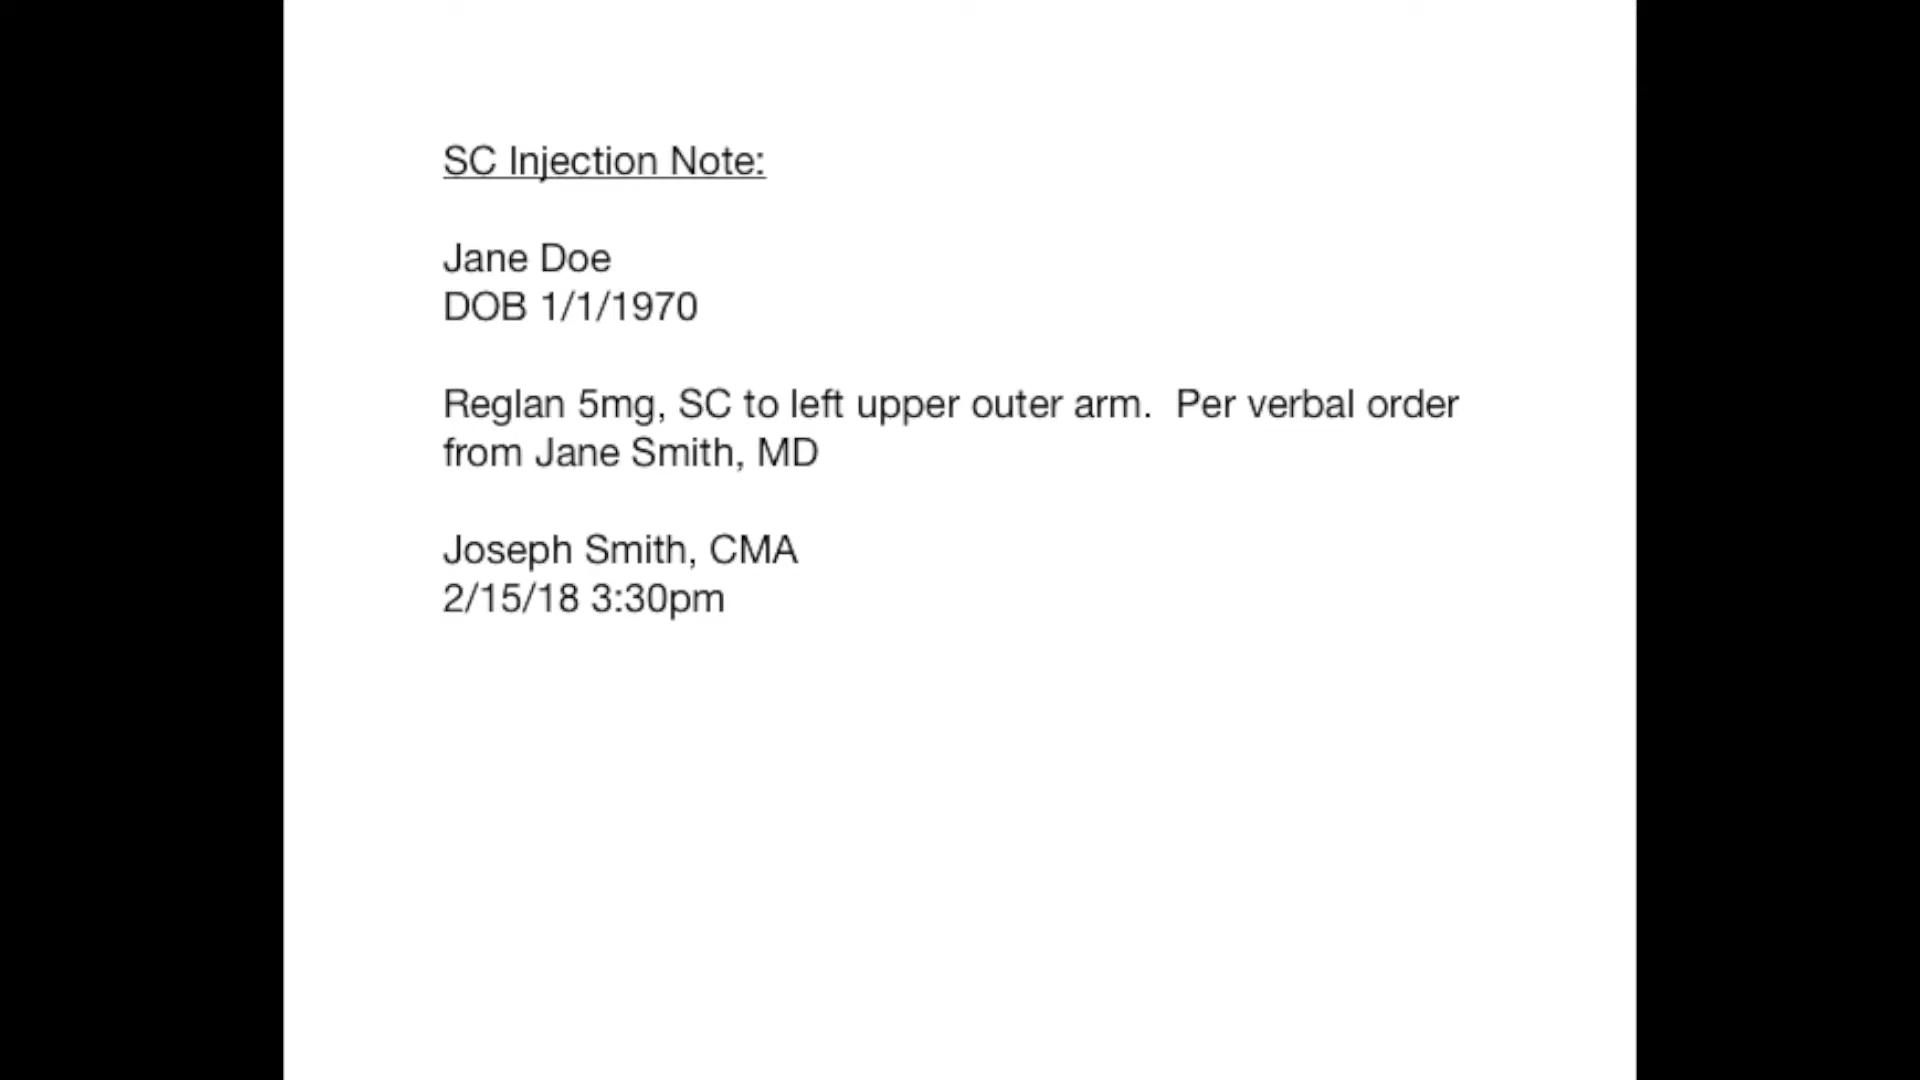 SC Injection Note:
Jane Doe
DOB 1/1/1970
Reglan 5mg, SC to left upper outer arm.  Per verbal order
from Jane Smith, MD
Joseph Smith, CMA
2/15/18 3:30pm